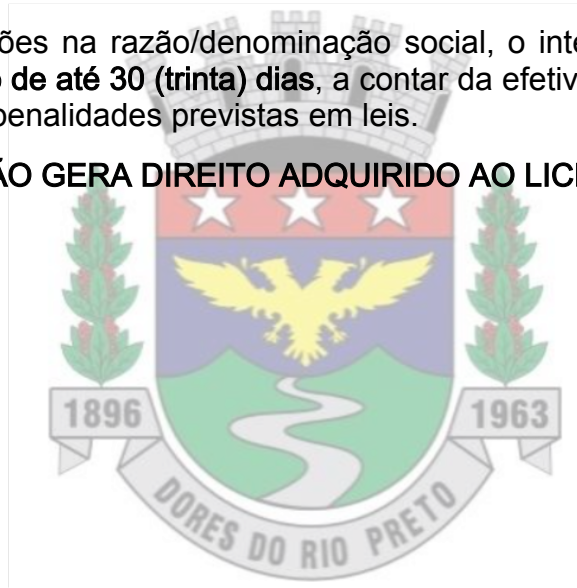 ões na razão/denominação social, o inte
de até 30 (trinta) dias, a contar da efetiv
penalidades previstas em leis.
ÃO GERA DIREITO ADQUIRIDO AO LICE
1896 1963
DORES DO RIO PRETO